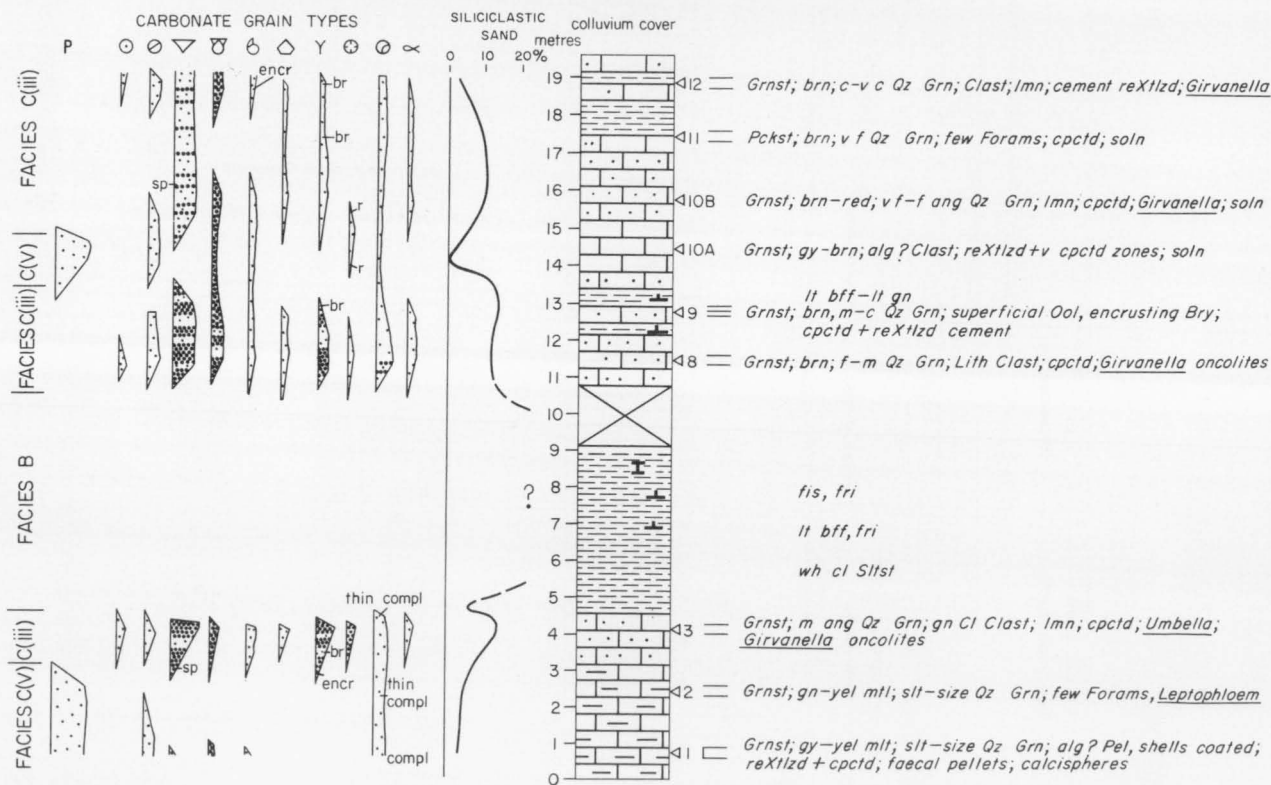 CARBONATE GRAIN TYPES
SILICICLASTIC
SAND
0 10 20%
colluvium cover
metres
P
Y
FACIES C(iii)
C(V)
FACIES C(iii)
FACIES B
C(iii)
FACIES C(V)
encr
br
br
sp
r
r
br
thin compl
sp
br
encr
thin
compl
compl
?
19
18
17
16
15
14
13
12
11
10
9
8
7
6
5
4
3
2
1
0
12 Grnst; brn; c-v c Qz Grn; Clast; lmn; cement reXtlzd; Girvanella
11 Pckst, brn; v f Qz Grn; few Forams; cpctd; soln
10B Grnst; brn-red; v f-f ang Qz Grn; lmn; cpctd; Girvanella; soln
10A Grnst; gy-brn; alg ? Clast; reXtlzd + v cpctd zones; soln
lt bff-lt gn
9 Grnst; brn, m-c Qz Grn; superficial Ool, encrusting Bry;
cpctd + reXtlzd cement
8 Grnst; brn; f-m Qz Grn; Lith Clast; cpctd; Girvanella oncolites
fis, fri
lt bff, fri
wh cl Sltst
3 Grnst; m ang Qz Grn; gn Cl Clast; lmn; cpctd; Umbella;
Girvanella oncolites
2 Grnst; gn-yel mtl; slt-size Qz Grn; few Forams, Leptophloem
1 Grnst; gy-yel mlt; slt-size Qz Grn; alg ? Pel, shells coated;
reXtlzd + cpctd; faecal pellets; calcispheres